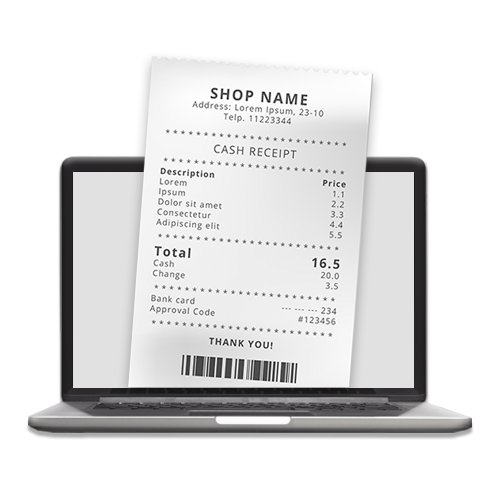 SHOP NAME
Address: Lorem Ipsum, 23-10
Telp. 11223344
********************************
CASH RECEIPT
********************************
Description Price
Lorem 1.1
Ipsum 2.2
Dolor sit amet 3.3
Consectetur 4.4
Adipiscing elit 5.5
********************************
Total 16.5
Cash 20.0
Change 3.5
********************************
Bank card --- --- --- 234
Approval Code #123456
********************************
THANK YOU!